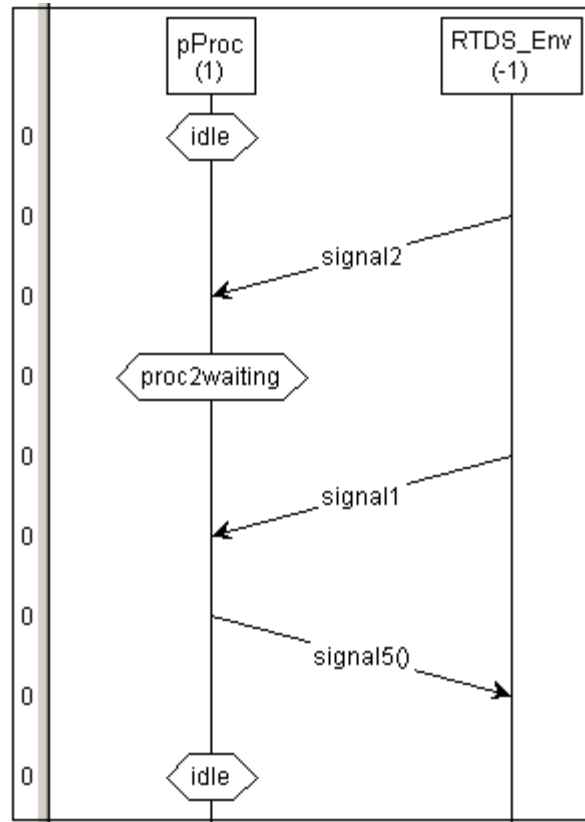 pProc
(1)
RTDS_Env
(-1)
0
idle
0
signal2
0
0
proc2waiting
0
signal1
0
0
signal5()
0
0
idle